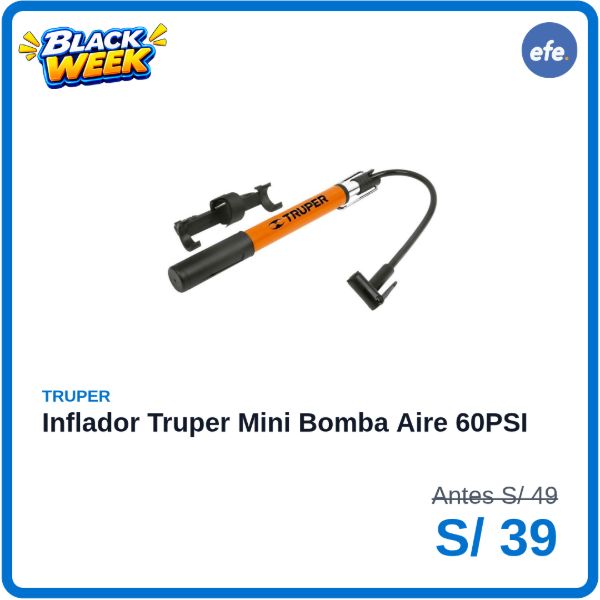 BLACK
WEEK
efe.
TRUPER
TRUPER
Inflador Truper Mini Bomba Aire 60PSI
Antes S/ 49
S/ 39